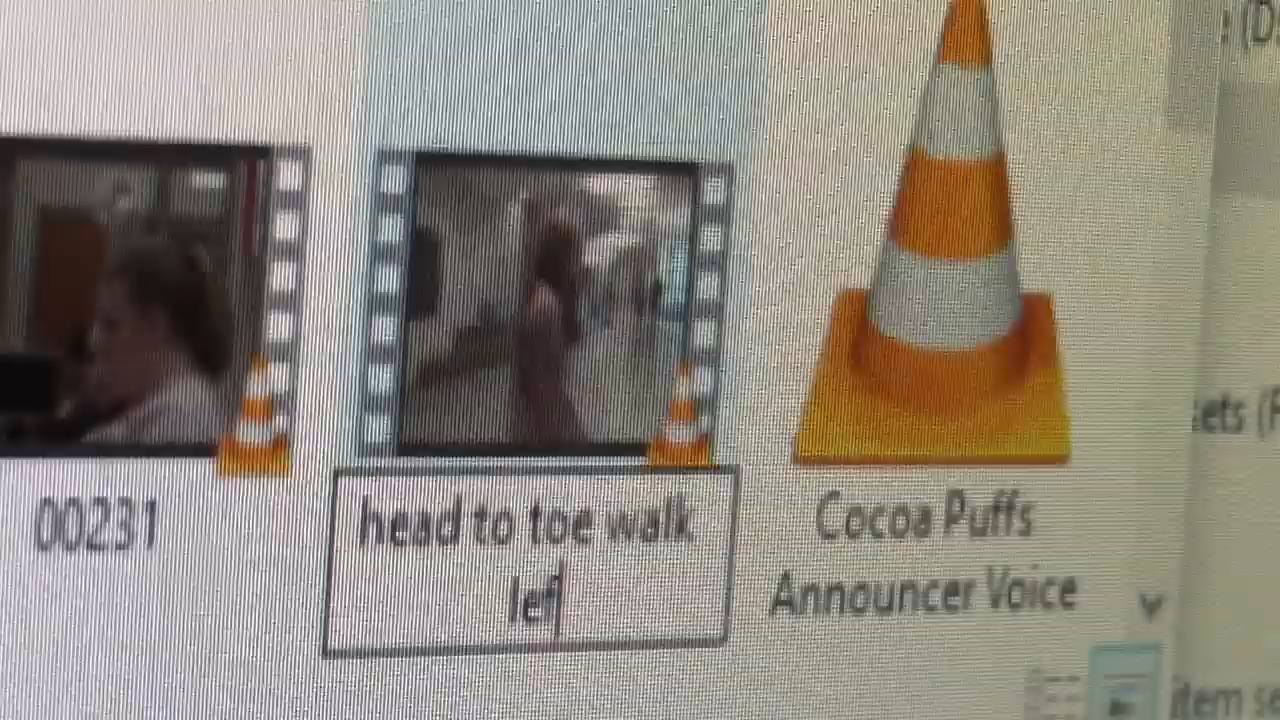 00231
head to toe walk
lef
Cocoa Puffs
Announcer Voice